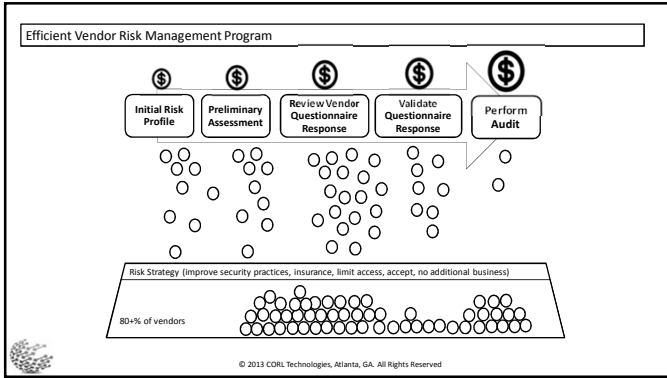 Efficient Vendor Risk Management Program
$ $ $ $ $
Initial Risk
Profile
Preliminary
Assessment
Review Vendor
Questionnaire
Response
Validate
Questionnaire
Response
Perform
Audit
Risk Strategy (improve security practices, insurance, limit access, accept, no additional business)
80+% of vendors
© 2013 CORL Technologies, Atlanta, GA. All Rights Reserved